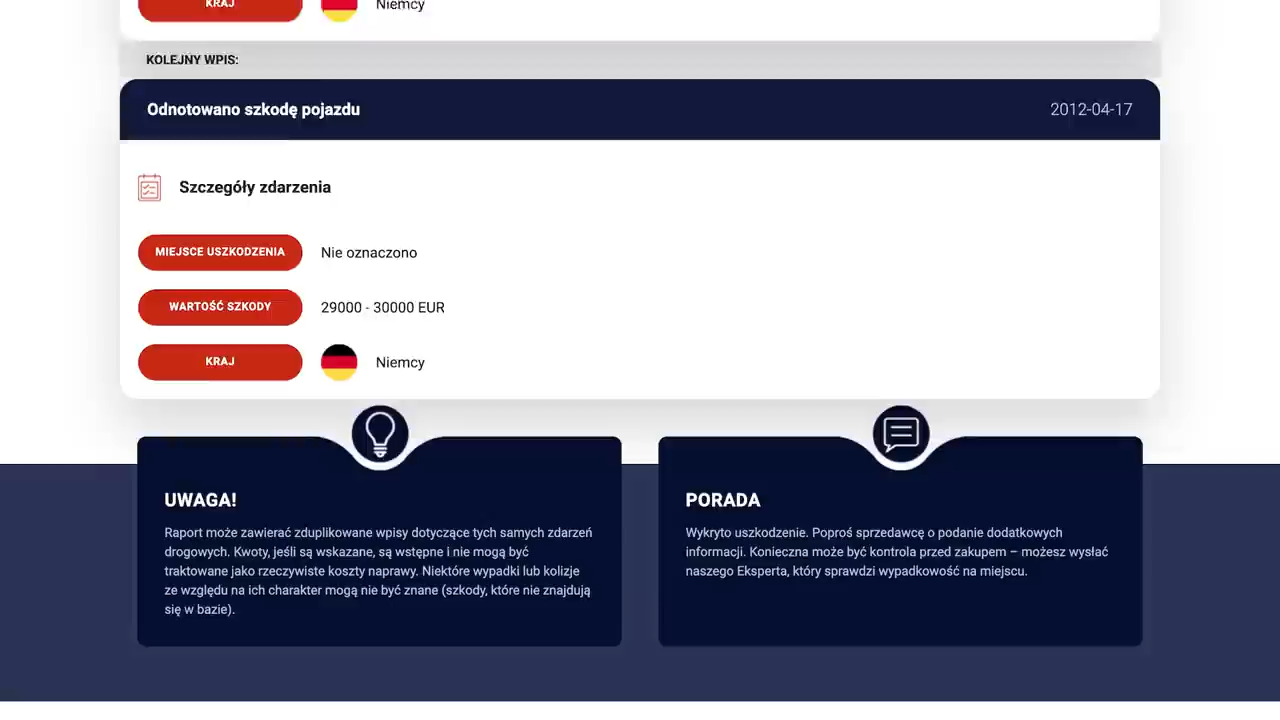 KRAJ
Niemcy
KOLEJNY WPIS:
Odnotowano szkodę pojazdu
2012-04-17
Szczegóły zdarzenia
MIEJSCE USZKODZENIA
Nie oznaczono
WARTOŚĆ SZKODY
29000 - 30000 EUR
KRAJ
Niemcy
UWAGA!
Raport może zawierać zduplikowane wpisy dotyczące tych samych zdarzeń
drogowych. Kwoty, jeśli są wskazane, są wstępne i nie mogą być
traktowane jako rzeczywiste koszty naprawy. Niektóre wypadki lub kolizje
ze względu na ich charakter mogą nie być znane (szkody, które nie znajdują
się w bazie).
PORADA
Wykryto uszkodzenie. Poproś sprzedawcę o podanie dodatkowych
informacji. Konieczna może być kontrola przed zakupem – możesz wysłać
naszego Eksperta, który sprawdzi wypadkowość na miejscu.